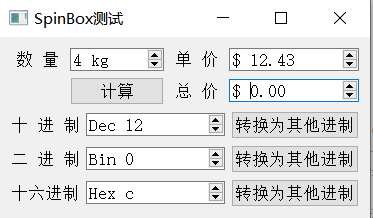 SpinBox测试
数 量 4 kg 单 价 $ 12.43
计算 总 价 $ 0.00
十 进 制 Dec 12 转换为其他进制
二 进 制 Bin 0 转换为其他进制
十六进制 Hex c 转换为其他进制